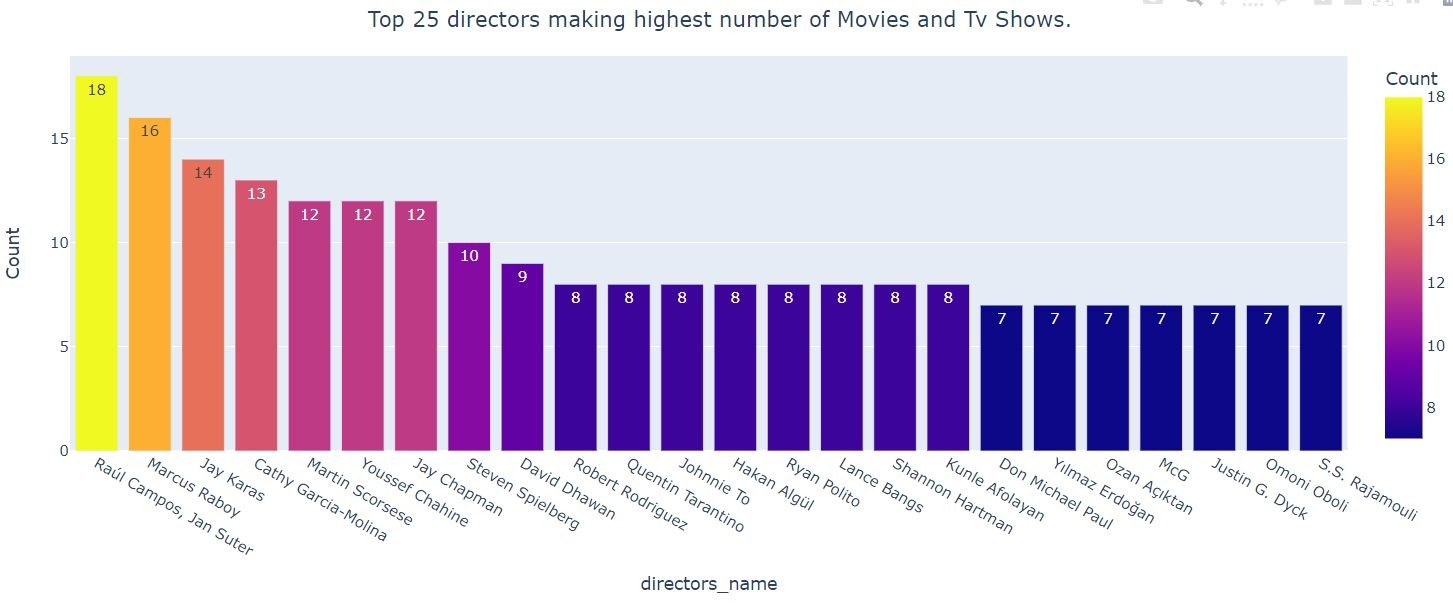 Top 25 directors making highest number of Movies and Tv Shows.
Count
15
10
5
0
18
16
14
13
12
12
12
10
9
8
8
8
8
8
8
8
8
7
7
7
7
7
7
7
Raúl Campos, Jan Suter
Marcus Raboy
Jay Karas
Cathy Garcia-Molina
Martin Scorsese
Youssef Chahine
Jay Chapman
Steven Spielberg
David Dhawan
Robert Rodriguez
Quentin Tarantino
Johnnie To
Hakan Algül
Ryan Polito
Lance Bangs
Shannon Hartman
Kunle Afolayan
Don Michael Paul
Yılmaz Erdoğan
Ozan Açıktan
McG
Justin G. Dyck
Omoni Oboli
S.S. Rajamouli
directors_name
Count
18
16
14
12
10
8